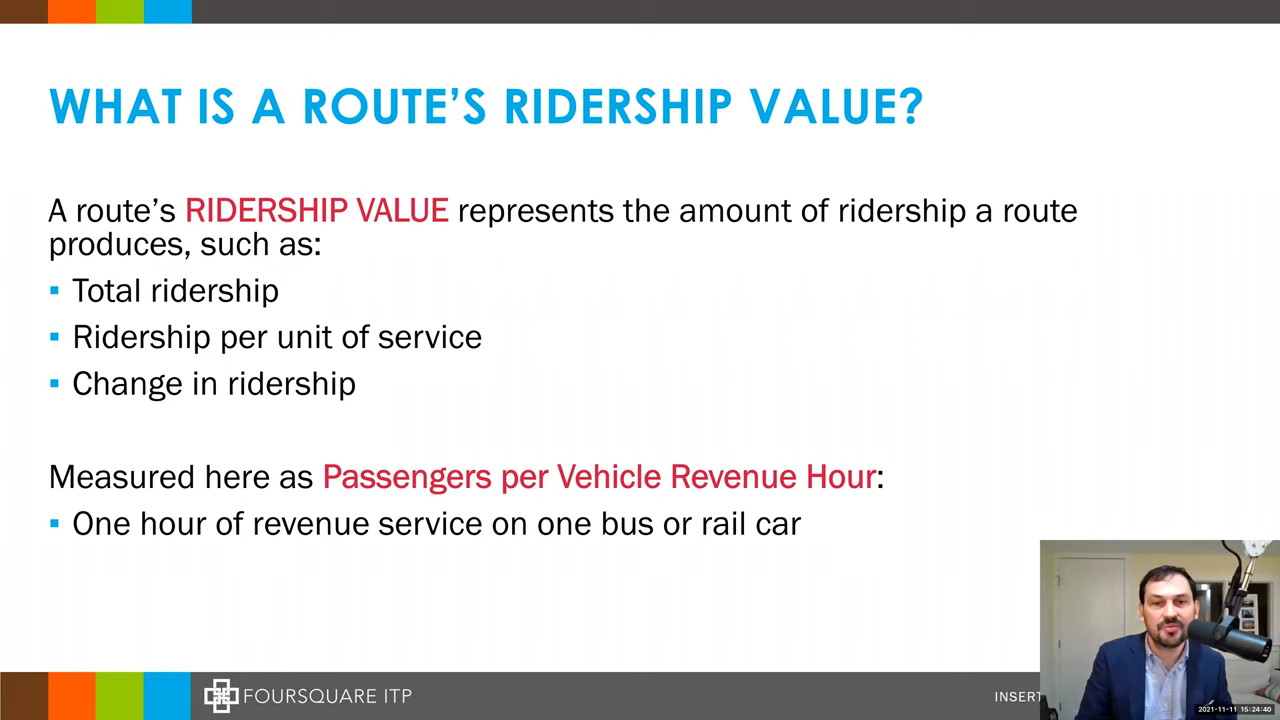 WHAT IS A ROUTE'S RIDERSHIP VALUE?
A route's RIDERSHIP VALUE represents the amount of ridership a route
produces, such as:
▪ Total ridership
▪ Ridership per unit of service
▪ Change in ridership
Measured here as Passengers per Vehicle Revenue Hour:
▪ One hour of revenue service on one bus or rail car
FOURSQUARE ITP
INSERT
2021-11-11 15:24:40